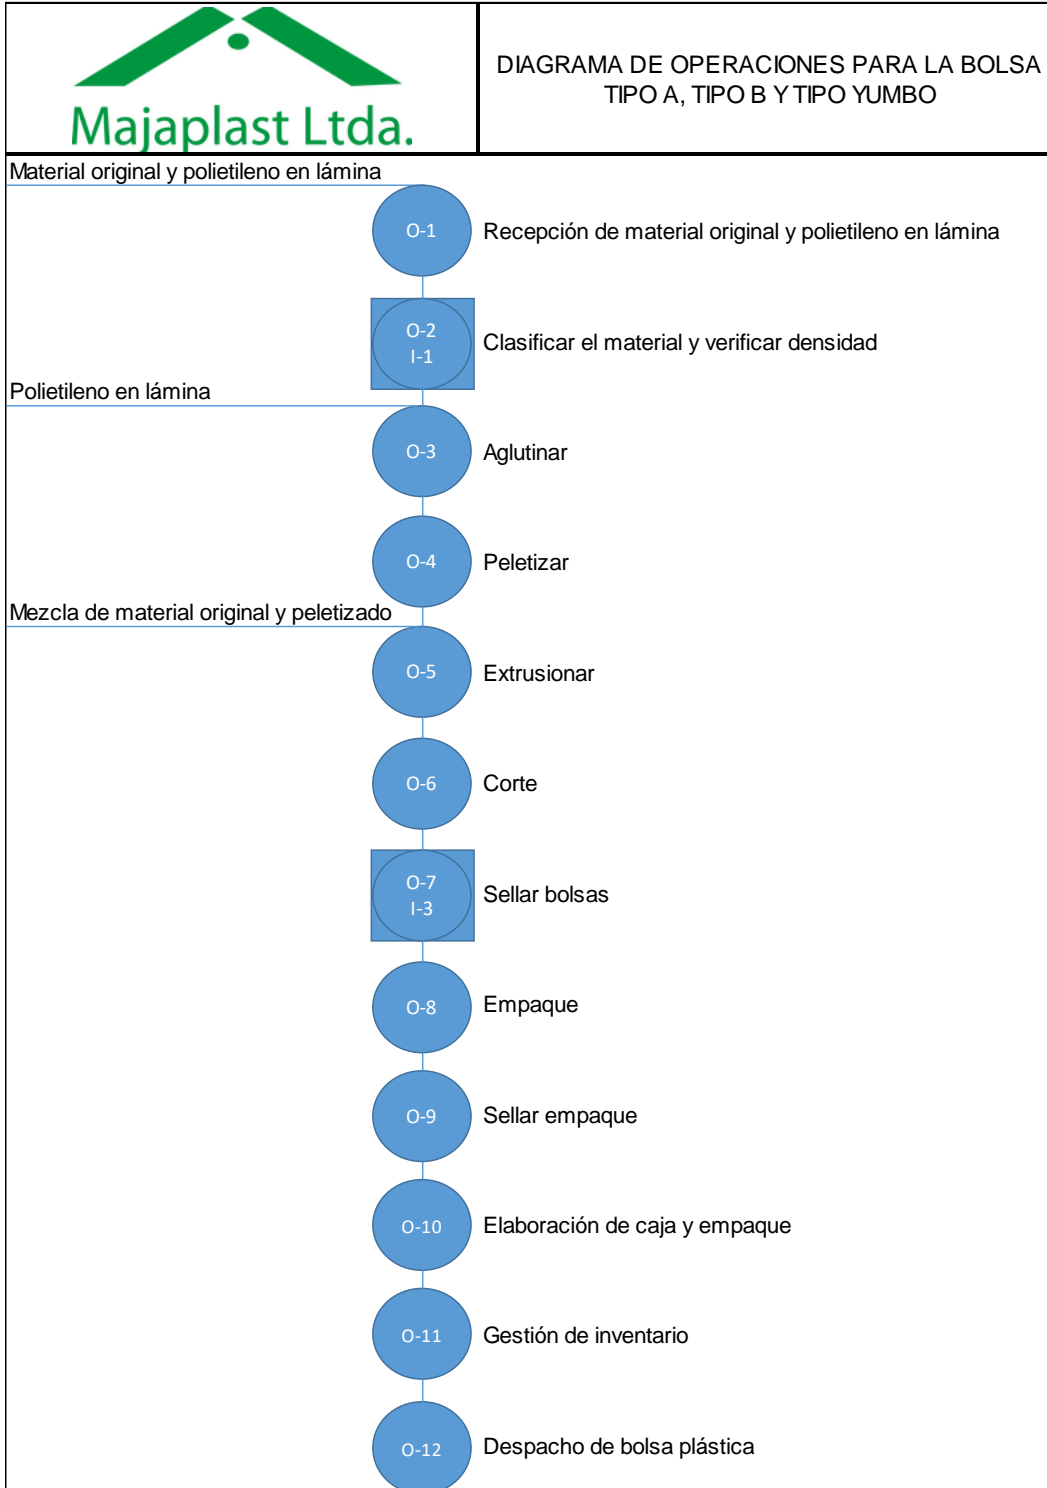 Majaplast Ltda.
DIAGRAMA DE OPERACIONES PARA LA BOLSA
TIPO A, TIPO B Y TIPO YUMBO
Material original y polietileno en lámina
O-1
Recepción de material original y polietileno en lámina
O-2
I-1
Clasificar el material y verificar densidad
Polietileno en lámina
O-3
Aglutinar
O-4
Peletizar
Mezcla de material original y peletizado
O-5
Extrusionar
O-6
Corte
O-7
I-3
Sellar bolsas
O-8
Empaque
O-9
Sellar empaque
O-10
Elaboración de caja y empaque
O-11
Gestión de inventario
O-12
Despacho de bolsa plástica